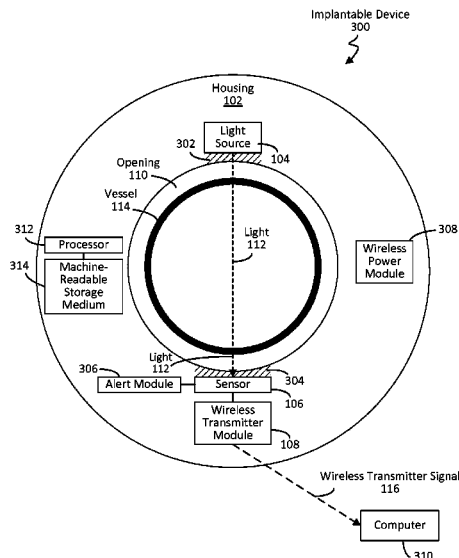 Implantable Device
300
Housing
102
302
Light
Source
104
Opening
110
Vessel
114
312
Processor
314
Machine-
Readable
Storage
Medium
Light
112
308
Wireless
Power
Module
Light
112
304
306
Alert Module
Sensor
106
Wireless
Transmitter
Module
108
Wireless Transmitter Signal
116
Computer
310